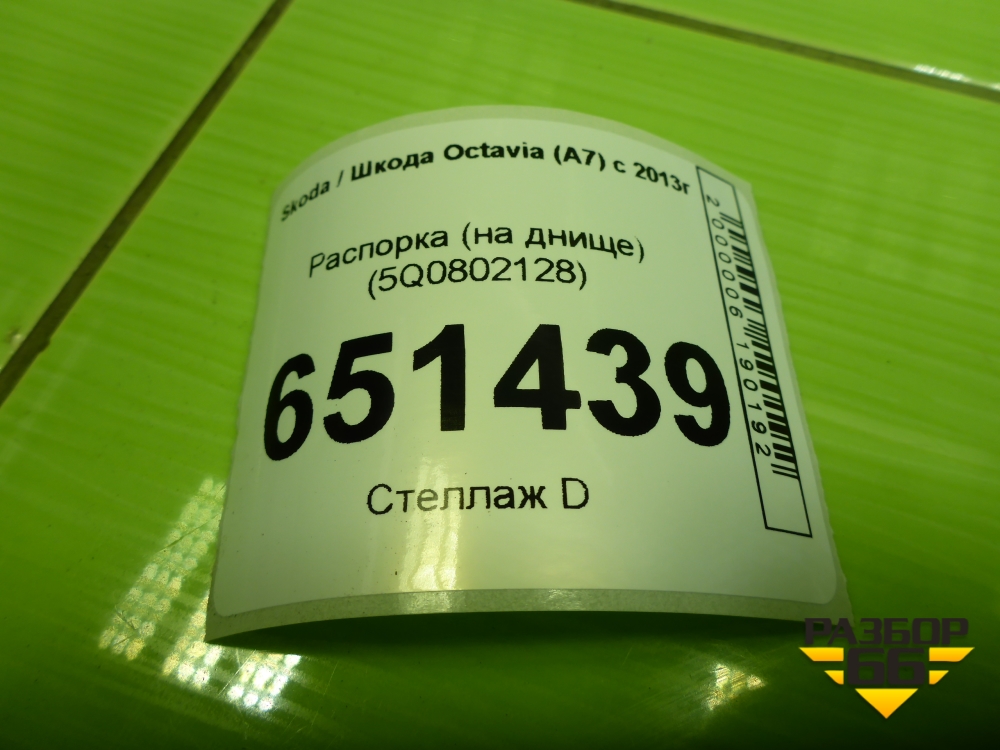 Skoda / Шкода Octavia (A7) с 2013г
Распорка (на днище)
(5Q0802128)
651439
Стеллаж D
2000006190192
РАЗБОР
66